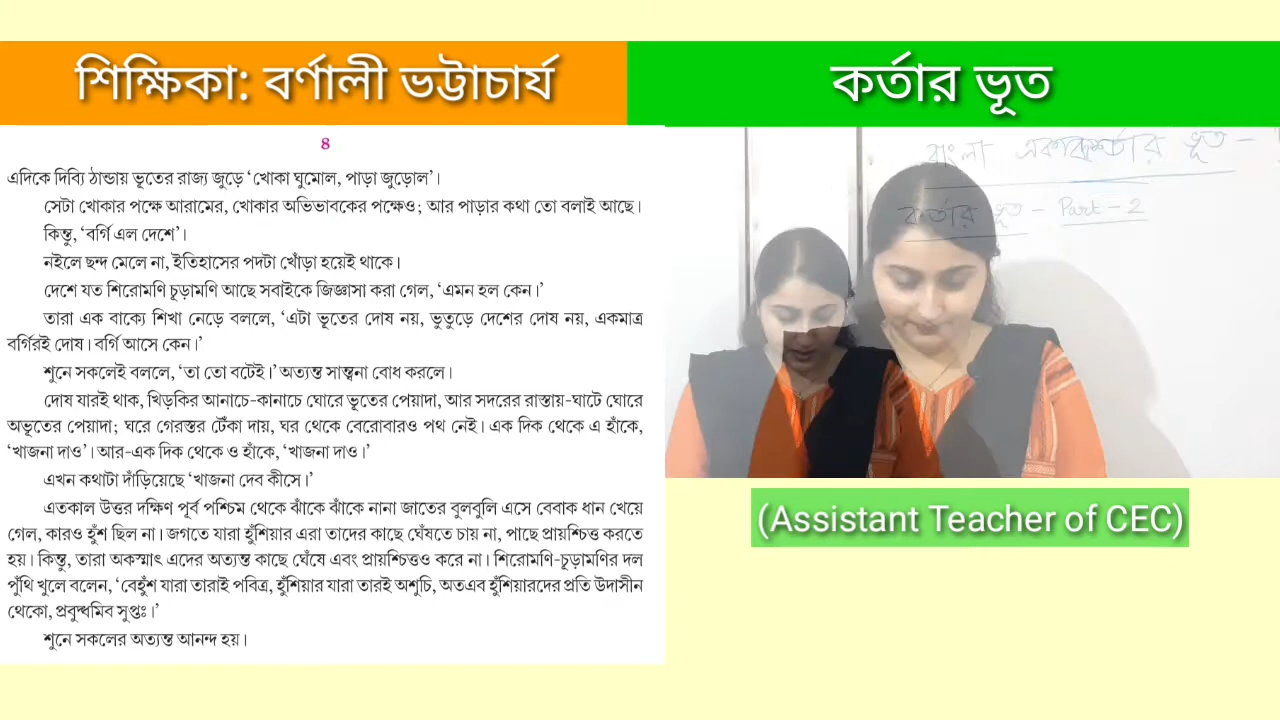 শিক্ষিকা: বর্ণালী ভট্টাচার্য
কর্তার ভূত
৪
এদিকে দিব্যি ঠান্ডায় ভূতের রাজ্য জুড়ে ‘খোকা ঘুমোল, পাড়া জুড়োল’।
সেটা খোকার পক্ষে আরামের, খোকার অভিভাবকের পক্ষেও; আর পাড়ার কথা তো বলাই আছে।
কিন্তু, ‘বর্গি এল দেশে’।
নইলে ছন্দ মেলে না, ইতিহাসের পদটা খোঁড়া হয়েই থাকে।
দেশে যত শিরোমণি চূড়ামণি আছে সবাইকে জিজ্ঞাসা করা গেল, ‘এমন হল কেন।’
তারা এক বাক্যে শিখা নেড়ে বললে, ‘এটা ভূতের দোষ নয়, ভুতুড়ে দেশের দোষ নয়, একমাত্র
বর্গিরই দোষ। বর্গি আসে কেন।’
শুনে সকলেই বললে, ‘তা তো বটেই।’ অত্যন্ত সান্ত্বনা বোধ করলে।
দোষ যারই থাক, খিড়কির আনাচে-কানাচে ঘোরে ভূতের পেয়াদা, আর সদরের রাস্তায়-ঘাটে ঘোরে
অভূতের পেয়াদা; ঘরে গেরস্তর টেঁকা দায়, ঘর থেকে বেরোবারও পথ নেই। এক দিক থেকে এ হাঁকে,
‘খাজনা দাও’। আর-এক দিক থেকে ও হাঁকে, ‘খাজনা দাও।’
এখন কথাটা দাঁড়িয়েছে ‘খাজনা দেব কীসে।’
এতকাল উত্তর দক্ষিণ পূর্ব পশ্চিম থেকে ঝাঁকে ঝাঁকে নানা জাতের বুলবুলি এসে বেবাক ধান খেয়ে
গেল, কারও হুঁশ ছিল না। জগতে যারা হুঁশিয়ার এরা তাদের কাছে ঘেঁষতে চায় না, পাছে প্রায়শ্চিত্ত করতে
হয়। কিন্তু, তারা অকস্মাৎ এদের অত্যন্ত কাছে ঘেঁষে এবং প্রায়শ্চিত্তও করে না। শিরোমণি-চূড়ামণির দল
পুঁথি খুলে বলেন, ‘বেহুঁশ যারা তারাই পবিত্র, হুঁশিয়ার যারা তারই অশুচি, অতএব হুঁশিয়ারদের প্রতি উদাসীন
থেকো, প্রবুদ্ধমিব সুপ্তঃ।’
শুনে সকলের অত্যন্ত আনন্দ হয়।
বাংলা
ভূত –
কর্তার ভূত – Part – 2
(Assistant Teacher of CEC)